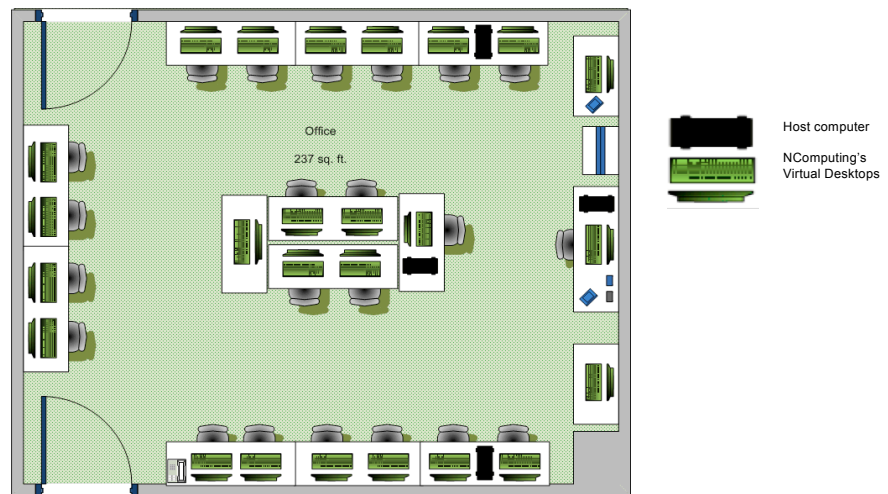 Office
237 sq. ft.
Host computer
NComputing's
Virtual Desktops